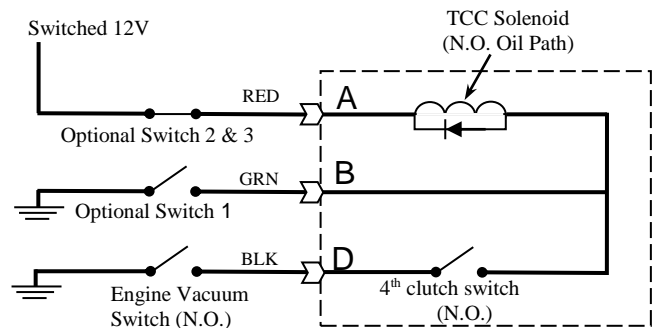 Switched 12V
TCC Solenoid
(N.O. Oil Path)
RED
A
Optional Switch 2 & 3
GRN
B
Optional Switch 1
BLK
D
Engine Vacuum
Switch (N.O.)
4th clutch switch
(N.O.)